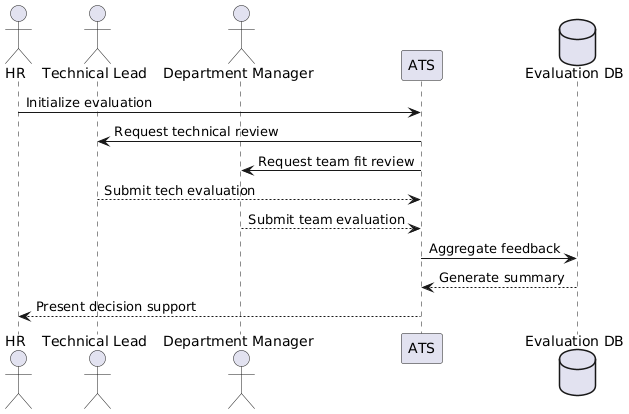 HR
Technical Lead
Department Manager
ATS
Evaluation DB
Initialize evaluation
Request technical review
Request team fit review
Submit tech evaluation
Submit team evaluation
Aggregate feedback
Generate summary
Present decision support
HR
Technical Lead
Department Manager
ATS
Evaluation DB